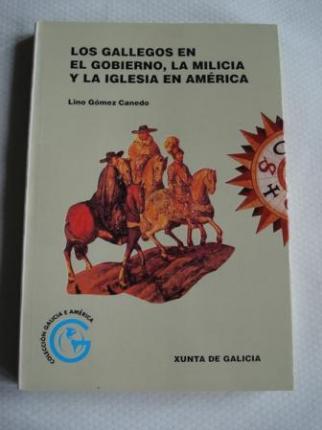 LOS GALLEGOS EN
EL GOBIERNO, LA MILICIA
Y LA IGLESIA EN AMÉRICA
Lino Gómez Canedo
COLECCIÓN GALICIA E AMÉRICA
XUNTA DE GALICIA